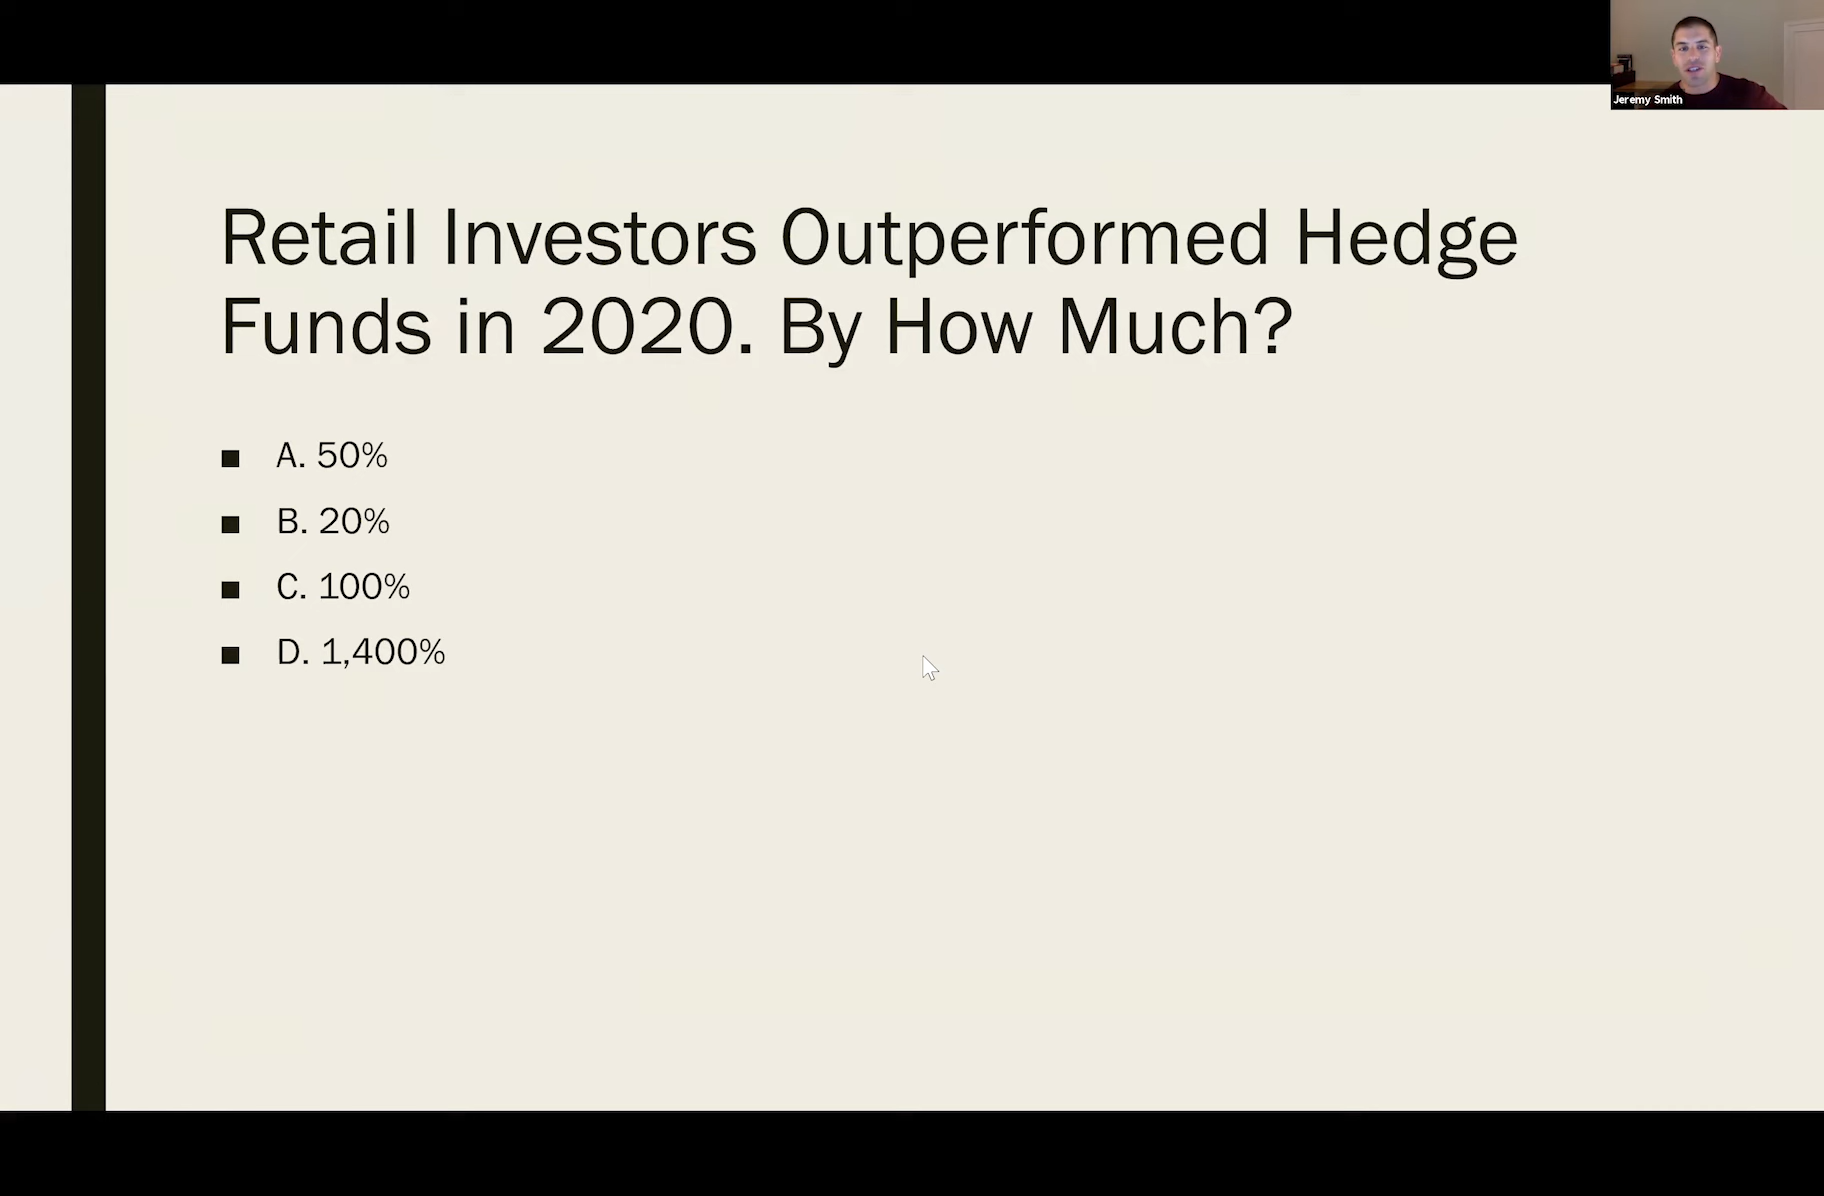 Jeremy Smith
Retail Investors Outperformed Hedge
Funds in 2020. By How Much?
■ A. 50%
■ B. 20%
■ C. 100%
■ D. 1,400%